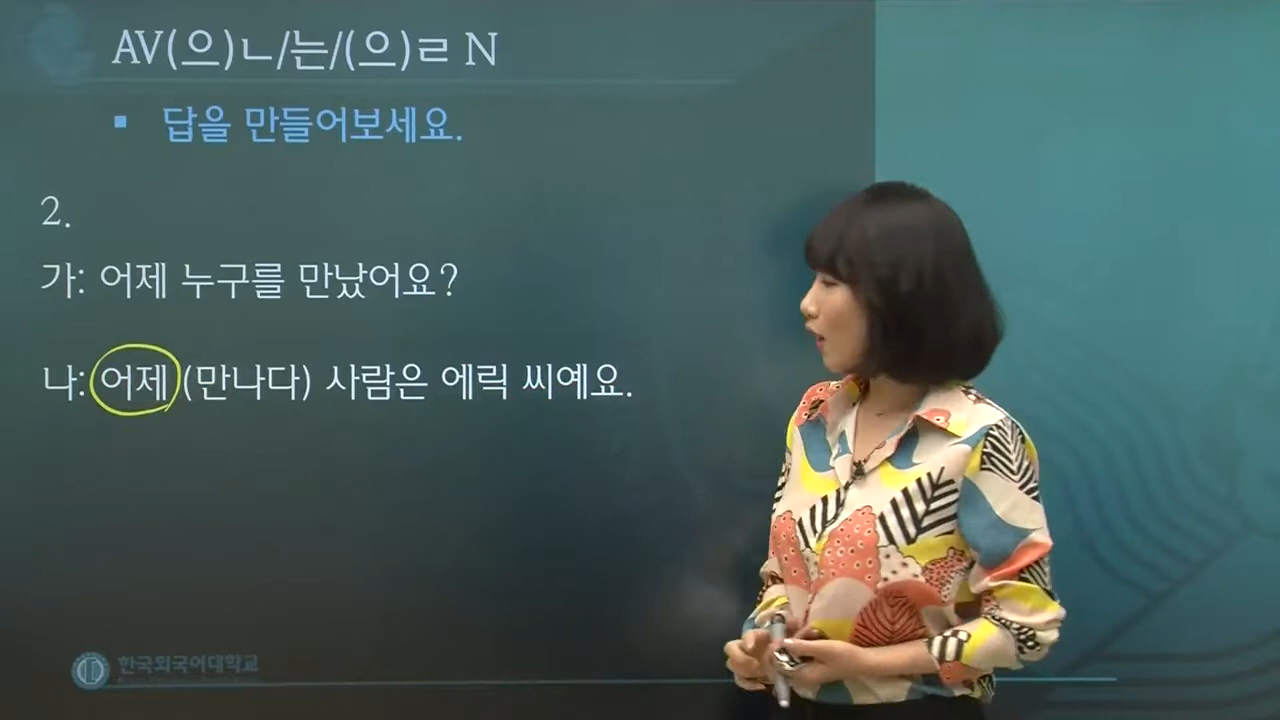 AV(으)ㄴ/는/(으)ㄹ N
▪ 답을 만들어보세요.
2.
가: 어제 누구를 만났어요?
나: 어제 (만나다) 사람은 에릭 씨예요.
한국외국어대학교